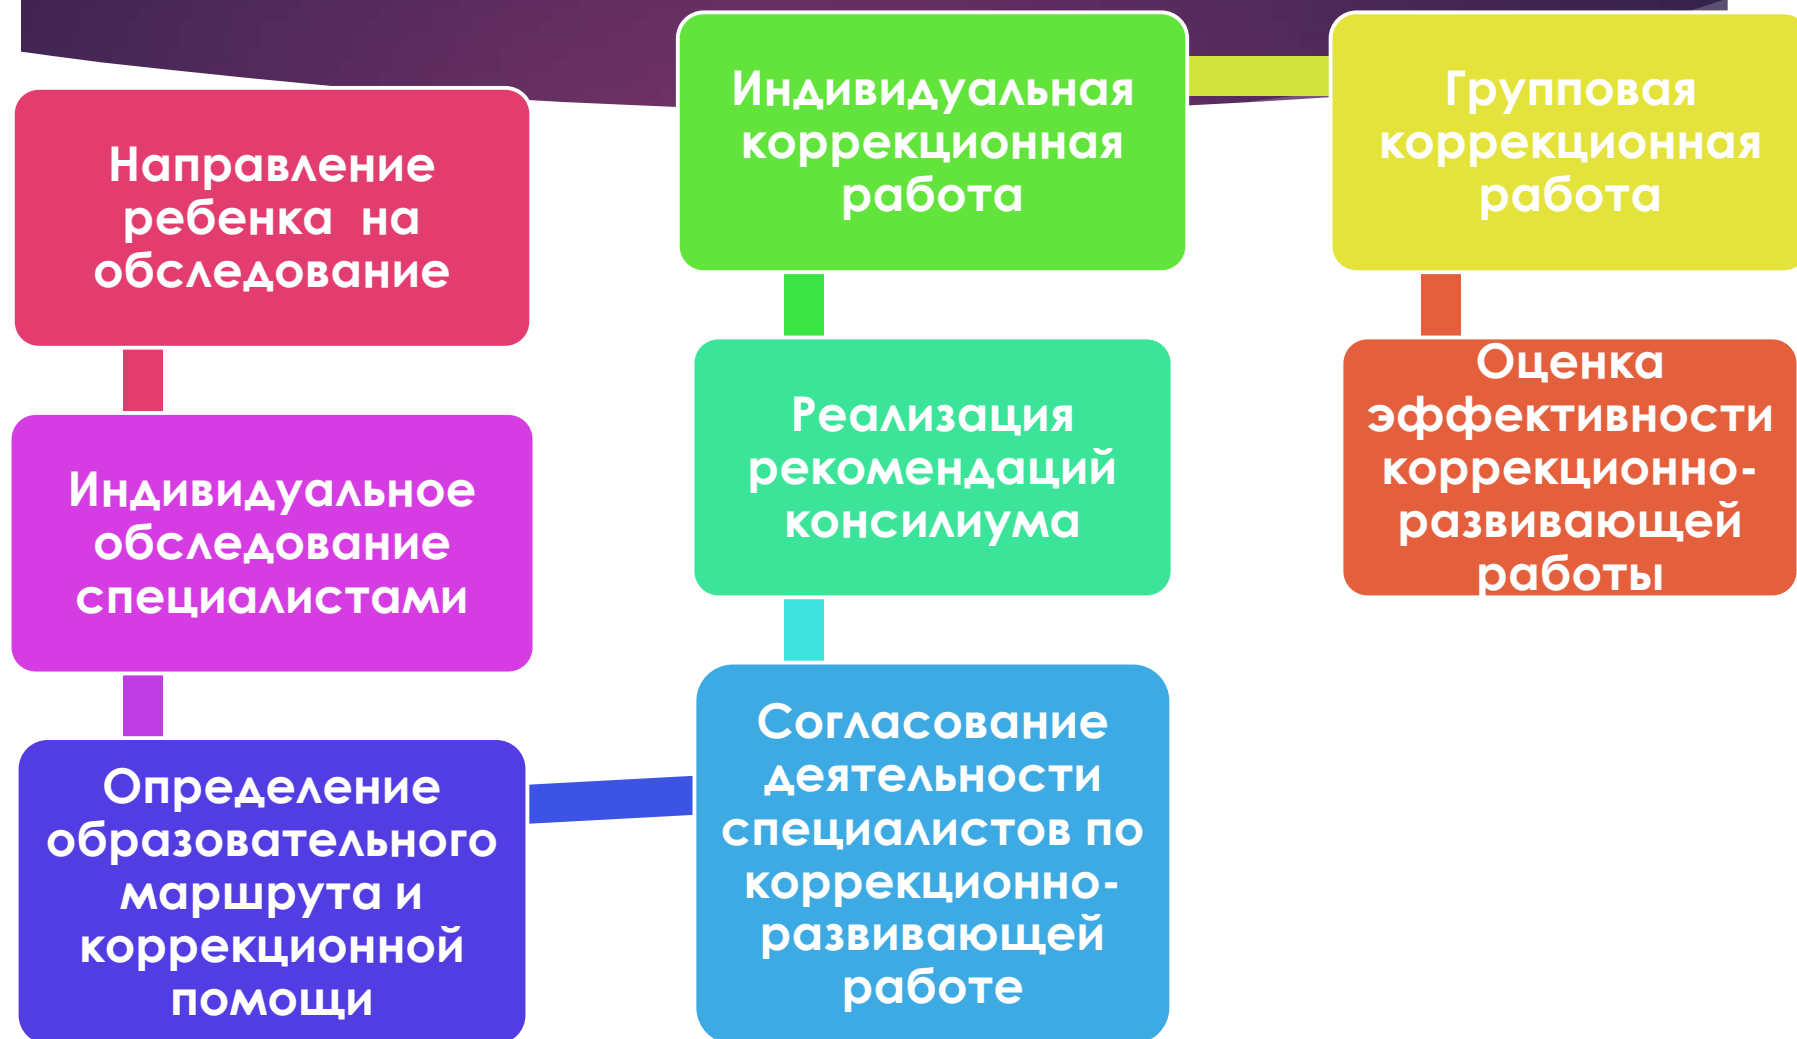 Направление
ребенка  на
обследование
Индивидуальное
обследование
специалистами
Определение
образовательного
маршрута и
коррекционной
помощи
Согласование
деятельности
специалистов по
коррекционно-
развивающей
работе
Реализация
рекомендаций
консилиума
Индивидуальная
коррекционная
работа
Групповая
коррекционная
работа
Оценка
эффективности
коррекционно-
развивающей
работы